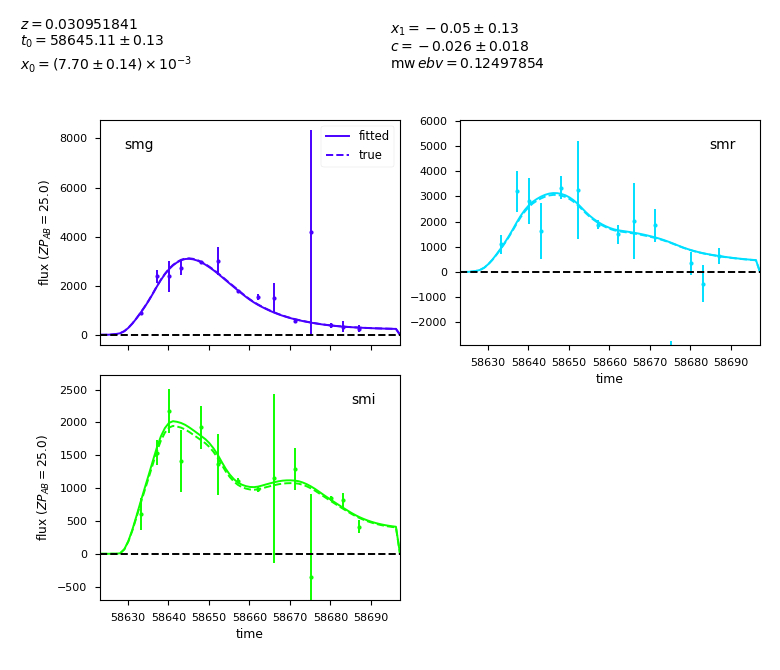 z = 0.030951841
t₀ = 58645.11 ± 0.13
x₀ = (7.70 ± 0.14) × 10⁻³
x₁ = −0.05 ± 0.13
c = −0.026 ± 0.018
mw ebv = 0.12497854
smg
fitted
true
8000
6000
4000
2000
0
flux (ZP_AB = 25.0)
smr
6000
5000
4000
3000
2000
1000
0
−1000
−2000
58630 58640 58650 58660 58670 58680 58690
time
smi
2500
2000
1500
1000
500
0
−500
flux (ZP_AB = 25.0)
58630 58640 58650 58660 58670 58680 58690
time